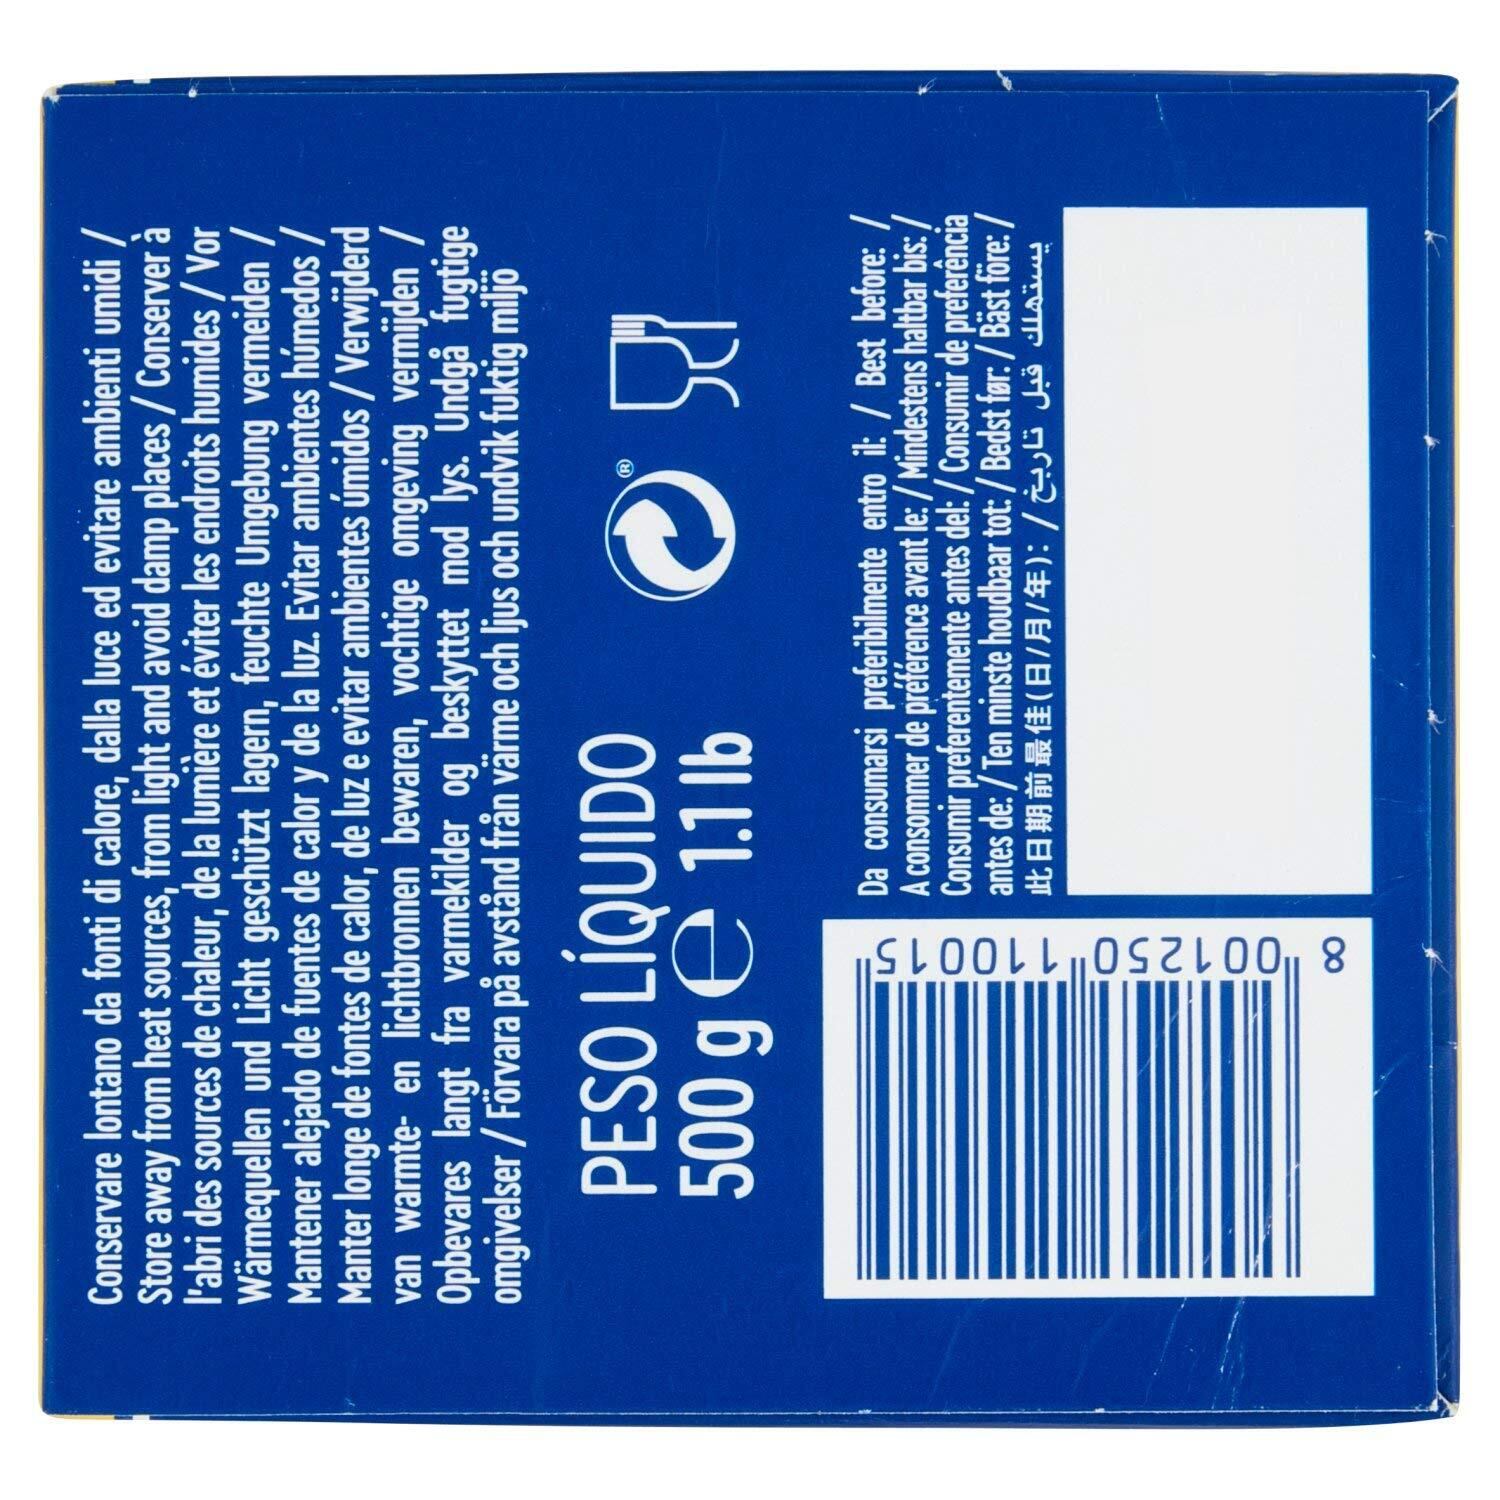 Conservare lontano da fonti di calore, dalla luce ed evitare ambienti umidi /
Store away from heat sources, from light and avoid damp places / Conserver à
l'abri des sources de chaleur, de la lumière et éviter les endroits humides / Vor
Wärmequellen und Licht geschützt lagern, feuchte Umgebung vermeiden /
Mantener alejado de fuentes de calor y de la luz. Evitar ambientes húmedos /
Manter longe de fontes de calor, de luz e evitar ambientes úmidos / Verwijderd
van warmte- en lichtbronnen bewaren, vochtige omgeving vermijden /
Opbevares langt fra varmekilder og beskyttet mod lys. Undgå fugtige
omgivelser / Förvara på avstånd från värme och ljus och undvik fuktig miljö
PESO LÍQUIDO
500 g ℮ 1.1 lb
®
Da consumarsi preferibilmente entro il: / Best before: /
A consommer de préférence avant le: / Mindestens haltbar bis: /
Consumir preferentemente antes del: / Consumir de preferência
antes de: / Ten minste houdbaar tot: / Bedst før: / Bäst före: /
此日期前最佳(日/月/年): / يستهلك قبل تاريخ
8 001250 110015